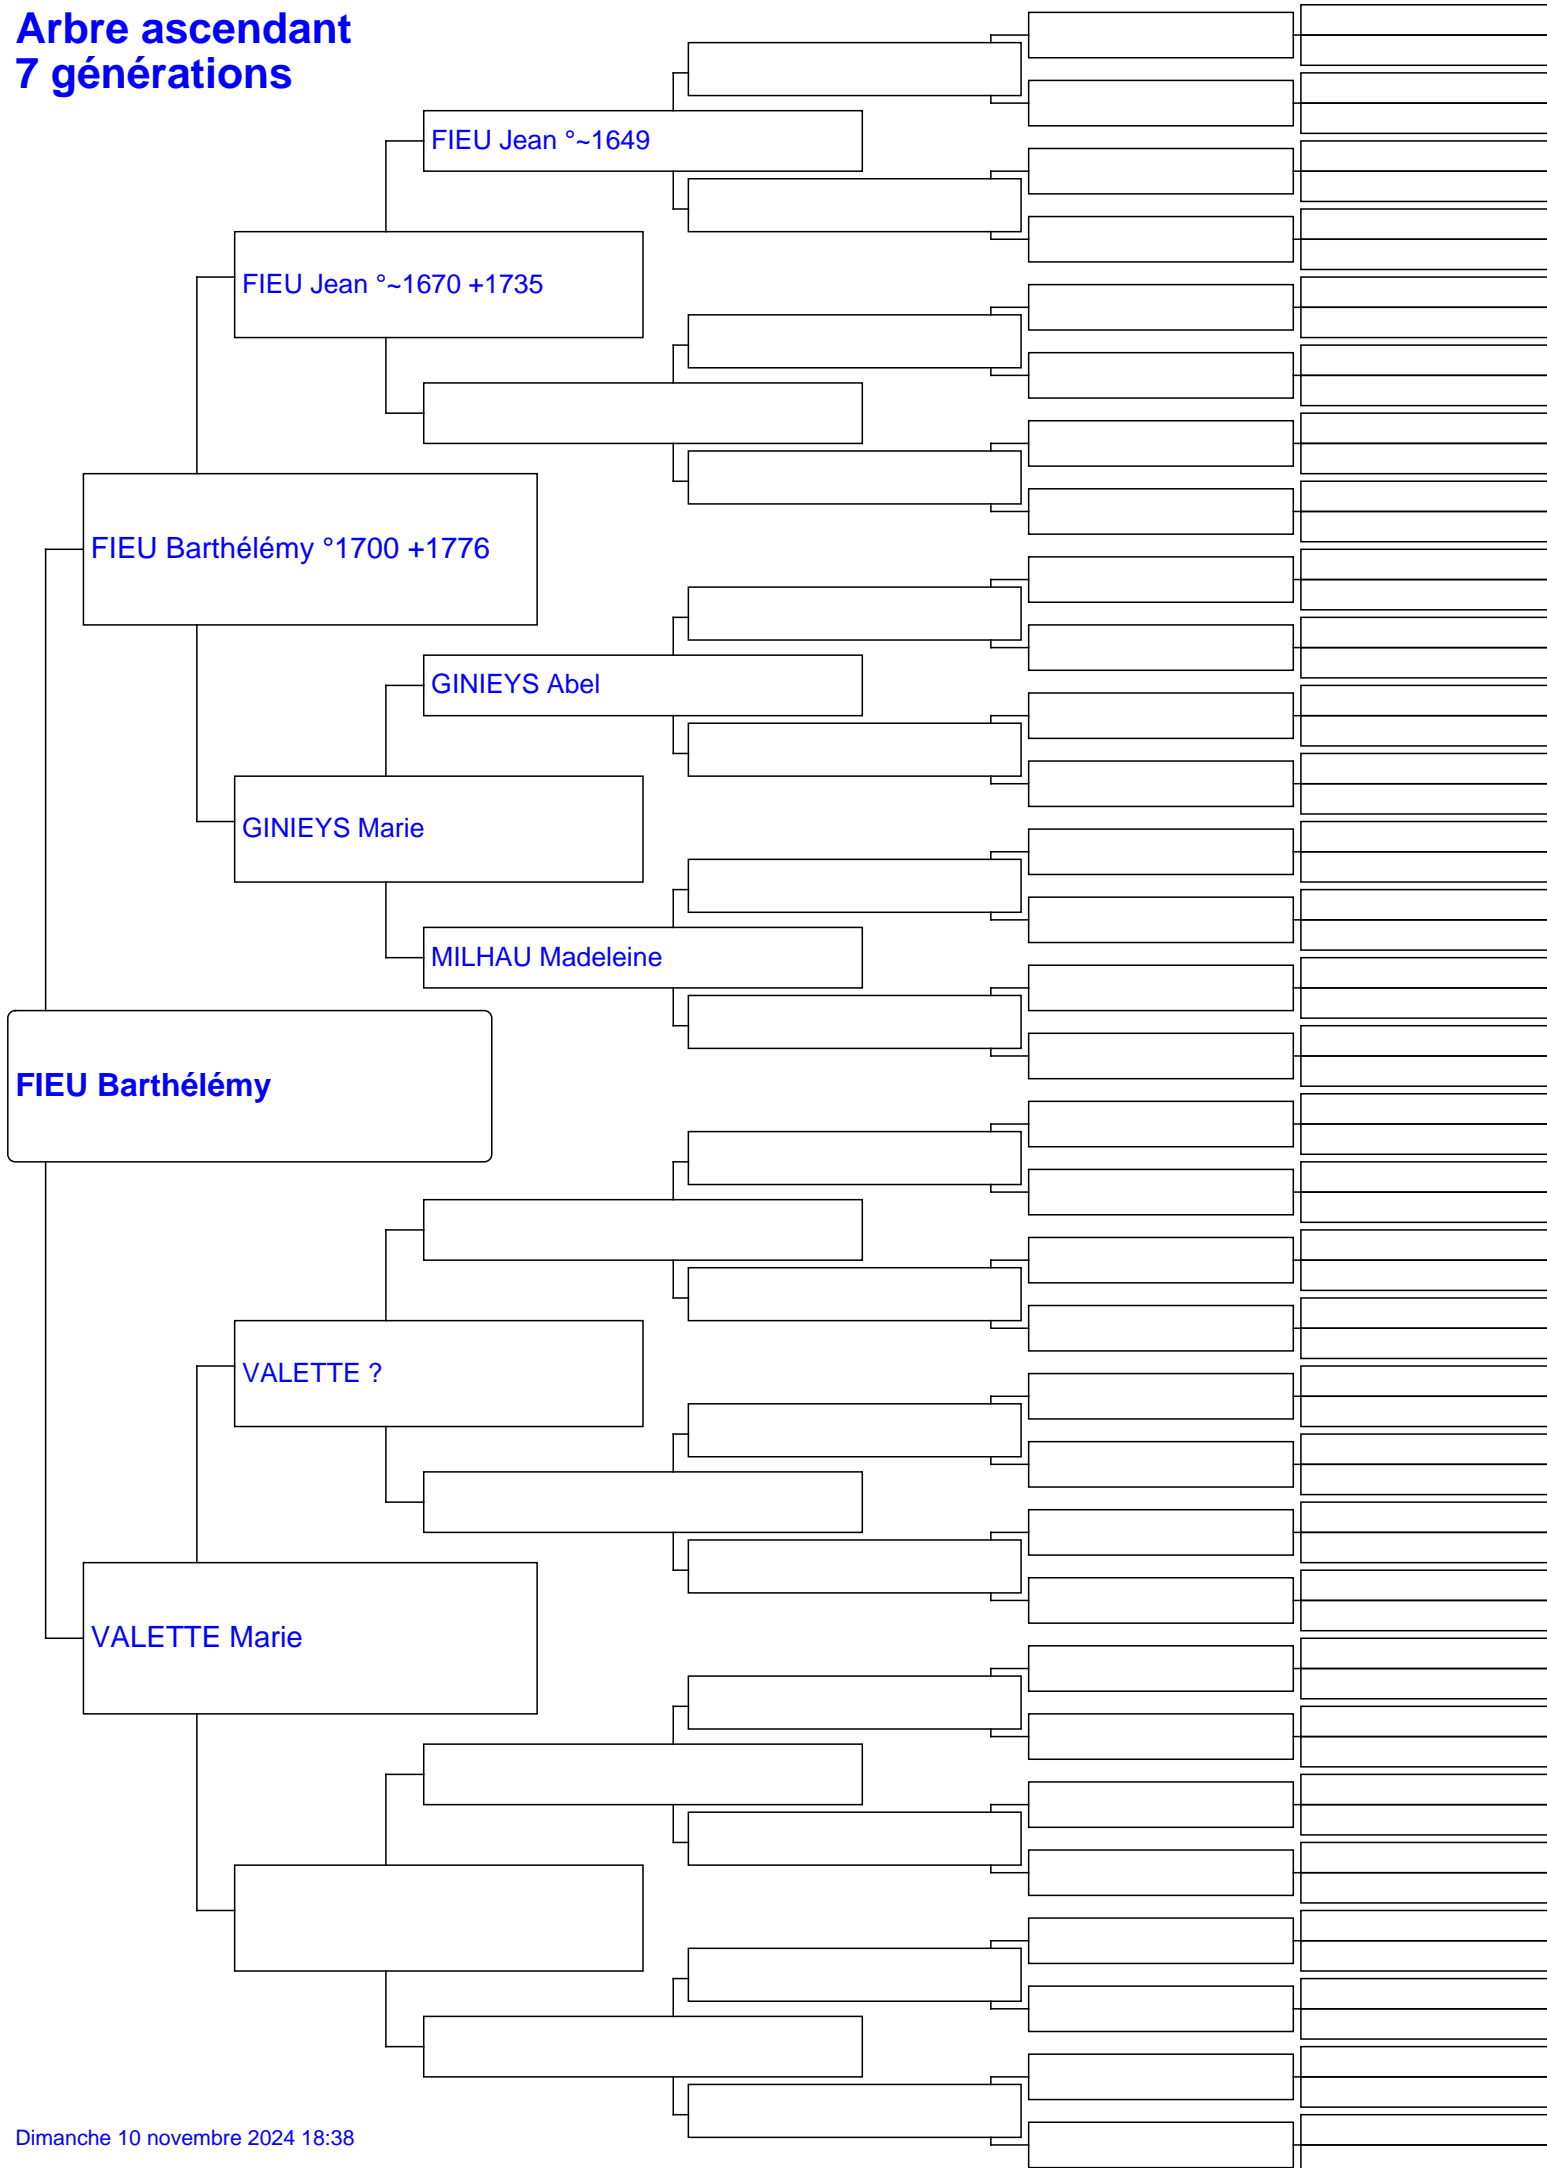 Arbre ascendant
7 générations
FIEU Jean °~1649
FIEU Jean °~1670 +1735
FIEU Barthélémy °1700 +1776
GINIEYS Abel
GINIEYS Marie
MILHAU Madeleine
FIEU Barthélémy
VALETTE ?
VALETTE Marie
Dimanche 10 novembre 2024 18:38